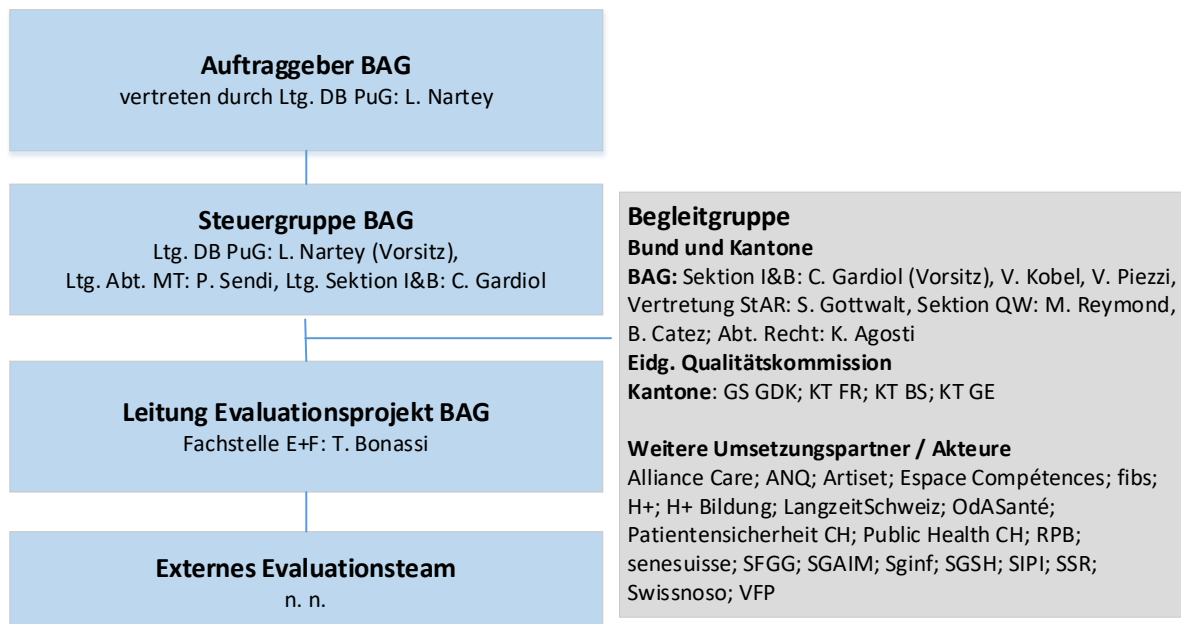 Auftraggeber BAG
vertreten durch Ltg. DB PuG: L. Nartey
Steuergruppe BAG
Ltg. DB PuG: L. Nartey (Vorsitz),
Ltg. Abt. MT: P. Sendi, Ltg. Sektion I&B: C. Gardiol
Leitung Evaluationsprojekt BAG
Fachstelle E+F: T. Bonassi
Externes Evaluationsteam
n. n.
Begleitgruppe
Bund und Kantone
BAG: Sektion I&B: C. Gardiol (Vorsitz), V. Kobel, V. Piezzi,
Vertretung StAR: S. Gottwalt, Sektion QW: M. Reymond,
B. Catez; Abt. Recht: K. Agosti
Eidg. Qualitätskommission
Kantone: GS GDK; KT FR; KT BS; KT GE
Weitere Umsetzungspartner / Akteure
Alliance Care; ANQ; Artiset; Espace Compétences; fibs;
H+; H+ Bildung; LangzeitSchweiz; OdASanté;
Patientensicherheit CH; Public Health CH; RPB;
senesuisse; SFGG; SGAIM; Sginf; SGSH; SIPI; SSR;
Swissnoso; VFP